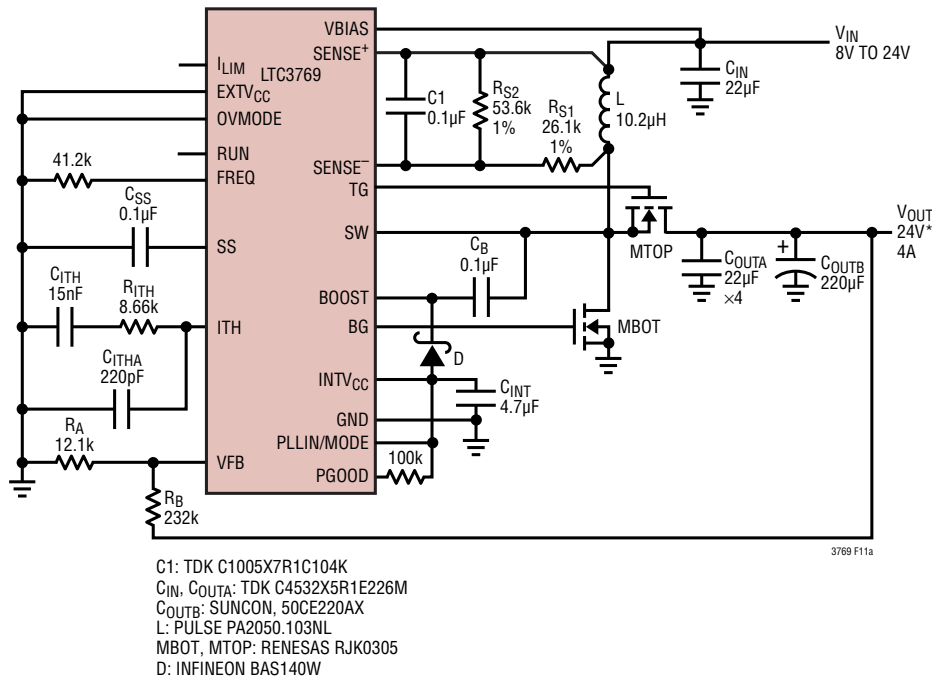 VBIAS
SENSE+
LTC3769
ILIM
EXTVCC
OVMODE
RUN
FREQ
41.2k
CSS
0.1µF
SS
CITH
15nF
RITH
8.66k
ITH
CITHA
220pF
RA
12.1k
VFB
RB
232k
C1
0.1µF
RS2
53.6k
1%
RS1
26.1k
1%
L
10.2µH
CIN
22µF
VIN
8V TO 24V
SENSE–
TG
SW
MTOP
VOUT
24V*
4A
COUTA
22µF
×4
+
COUTB
220µF
CB
0.1µF
BOOST
BG
MBOT
D
INTVCC
CINT
4.7µF
GND
PLLIN/MODE
100k
PGOOD
3769 F11a
C1: TDK C1005X7R1C104K
CIN, COUTA: TDK C4532X5R1E226M
COUTB: SUNCON, 50CE220AX
L: PULSE PA2050.103NL
MBOT, MTOP: RENESAS RJK0305
D: INFINEON BAS140W